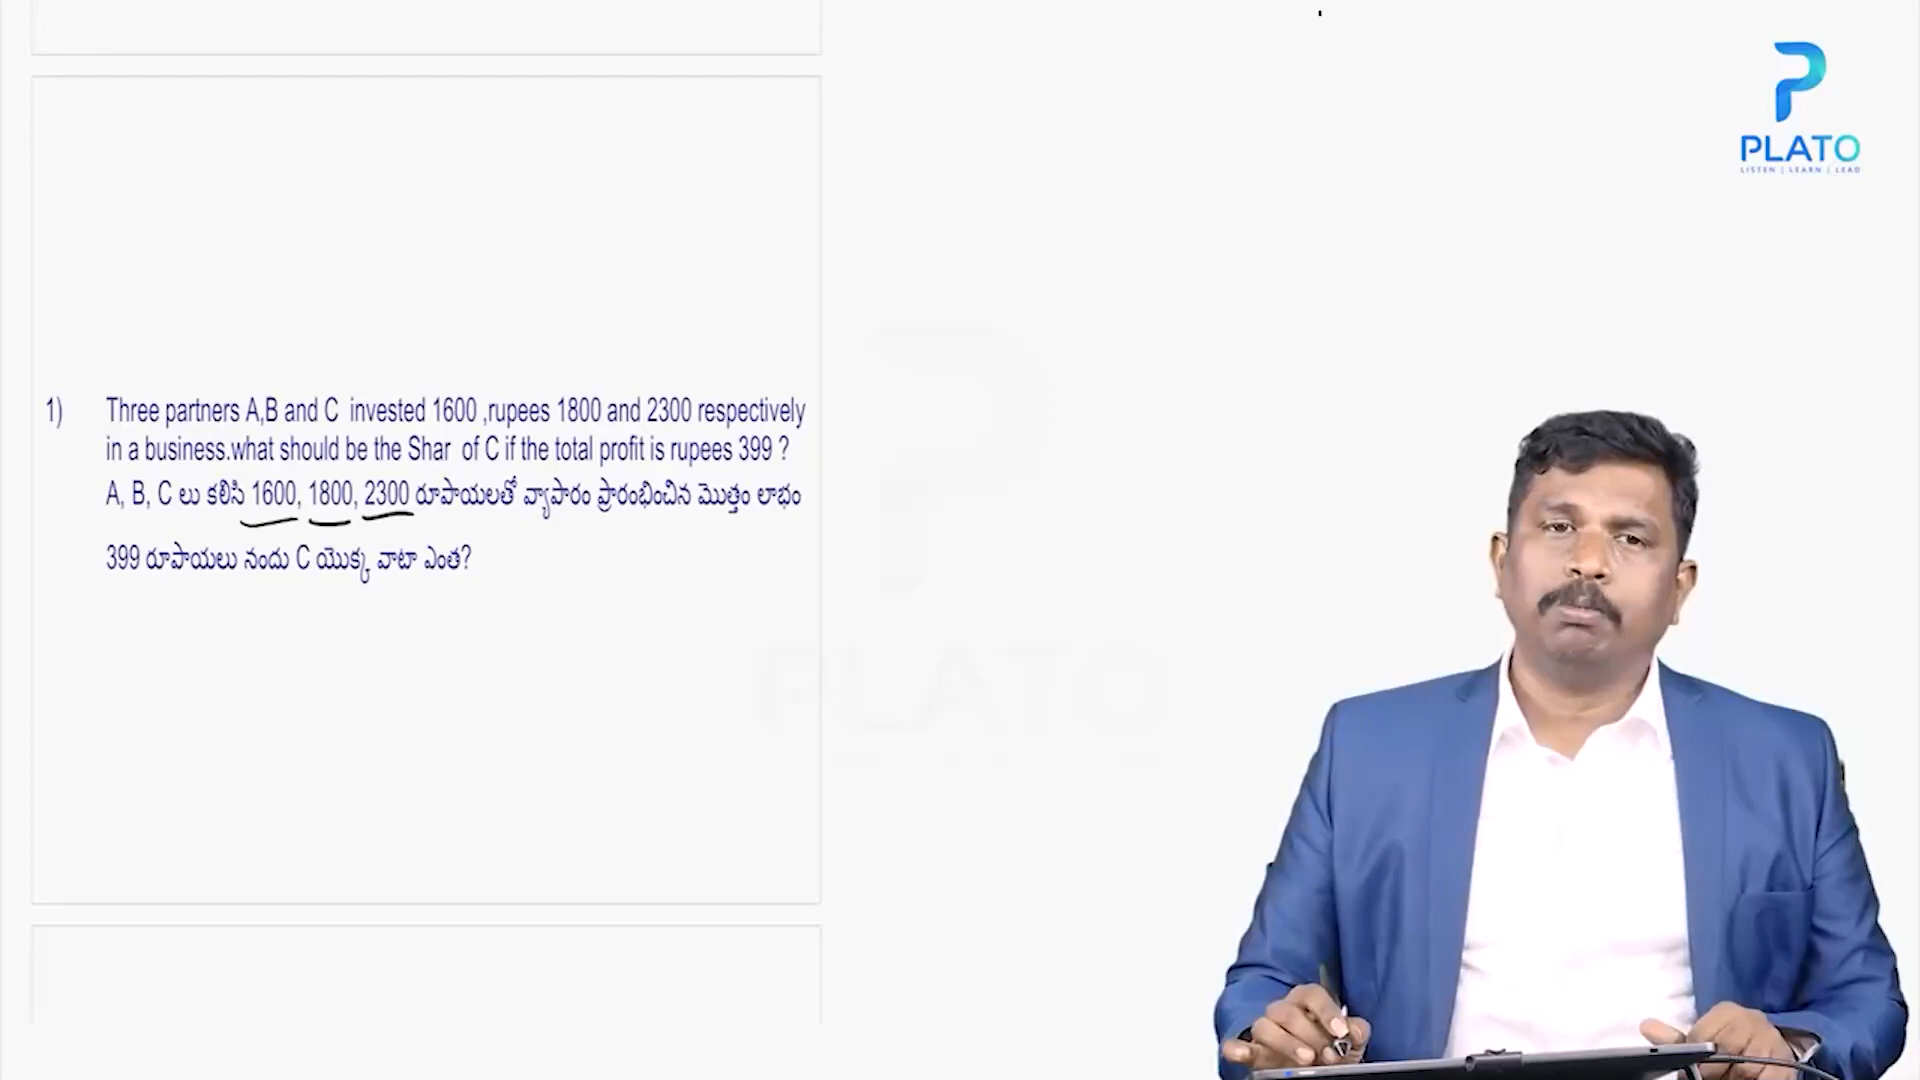 PLATO
LISTEN | LEARN | LEAD
1) Three partners A,B and C invested 1600 ,rupees 1800 and 2300 respectively
in a business.what should be the Shar of C if the total profit is rupees 399 ?
A, B, C లు కలిసి 1600, 1800, 2300 రూపాయలతో వ్యాపారం ప్రారంభించిన మొత్తం లాభం
399 రూపాయలు నందు C యొక్క వాటా ఎంత?
PLATO